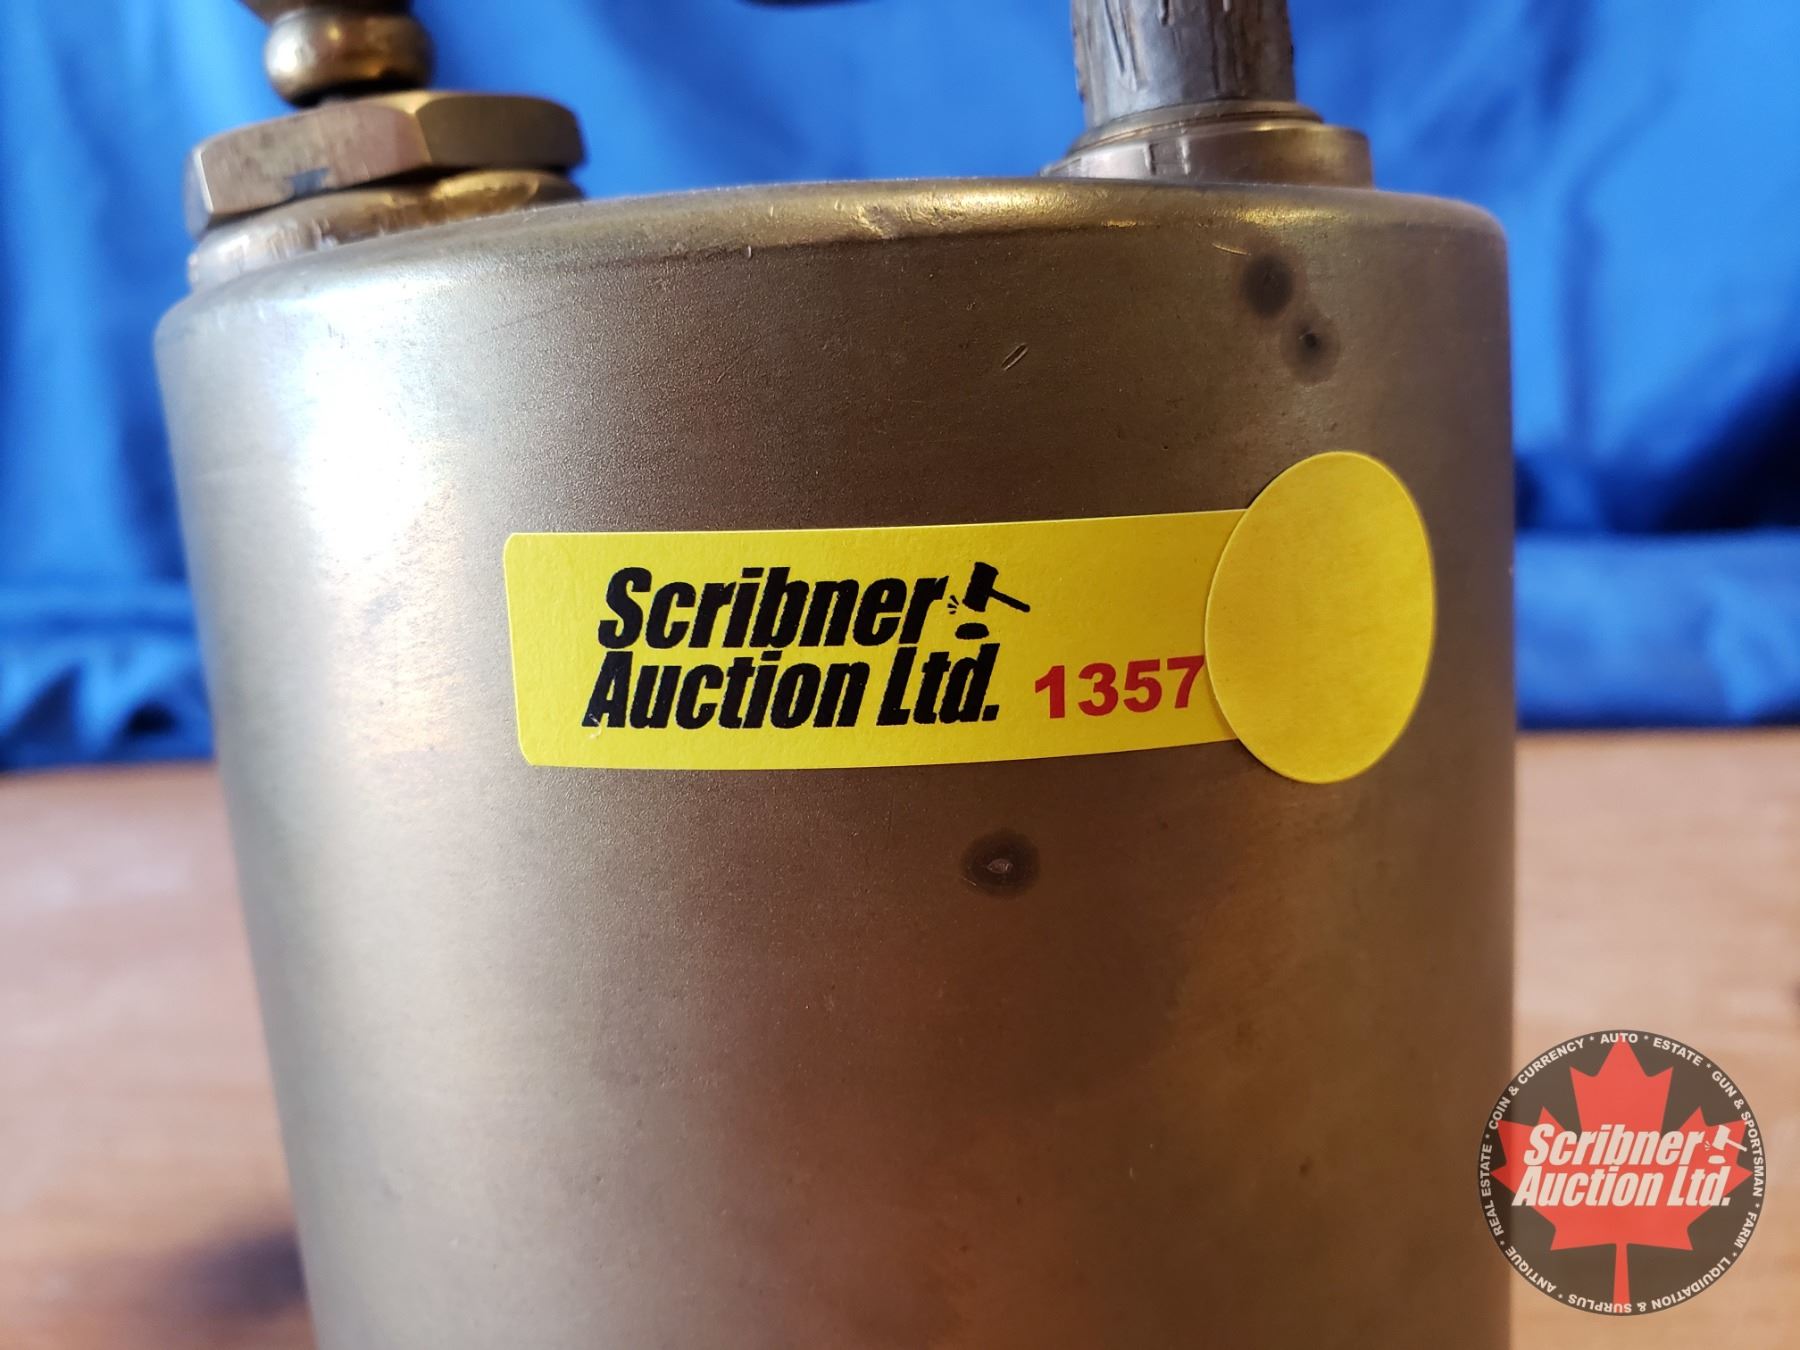 Scribner
Auction Ltd. 1357
COIN & CURRENCY * AUTO * ESTATE * GUN & SPORTSMAN * FARM * LIQUIDATION & SURPLUS * ANTIQUE * REAL ESTATE *
Scribner
Auction Ltd.